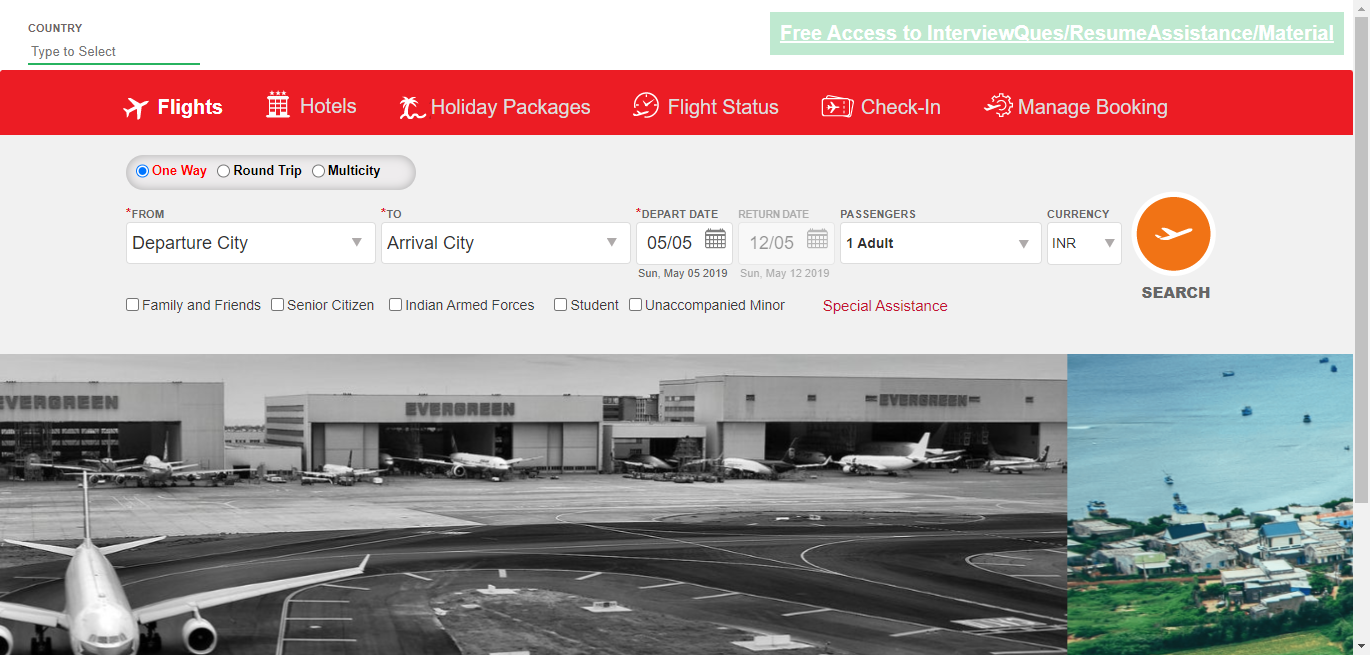 COUNTRY
Type to Select
Free Access to InterviewQues/ResumeAssistance/Material
Flights
Hotels
Holiday Packages
Flight Status
Check-In
Manage Booking
One Way
Round Trip
Multicity
*FROM
*TO
*DEPART DATE
RETURN DATE
PASSENGERS
CURRENCY
Departure City
Arrival City
05/05
12/05
1 Adult
INR
Sun, May 05 2019
Sun, May 12 2019
SEARCH
Family and Friends
Senior Citizen
Indian Armed Forces
Student
Unaccompanied Minor
Special Assistance
EVERGREEN
EVERGREEN
EVERGREEN